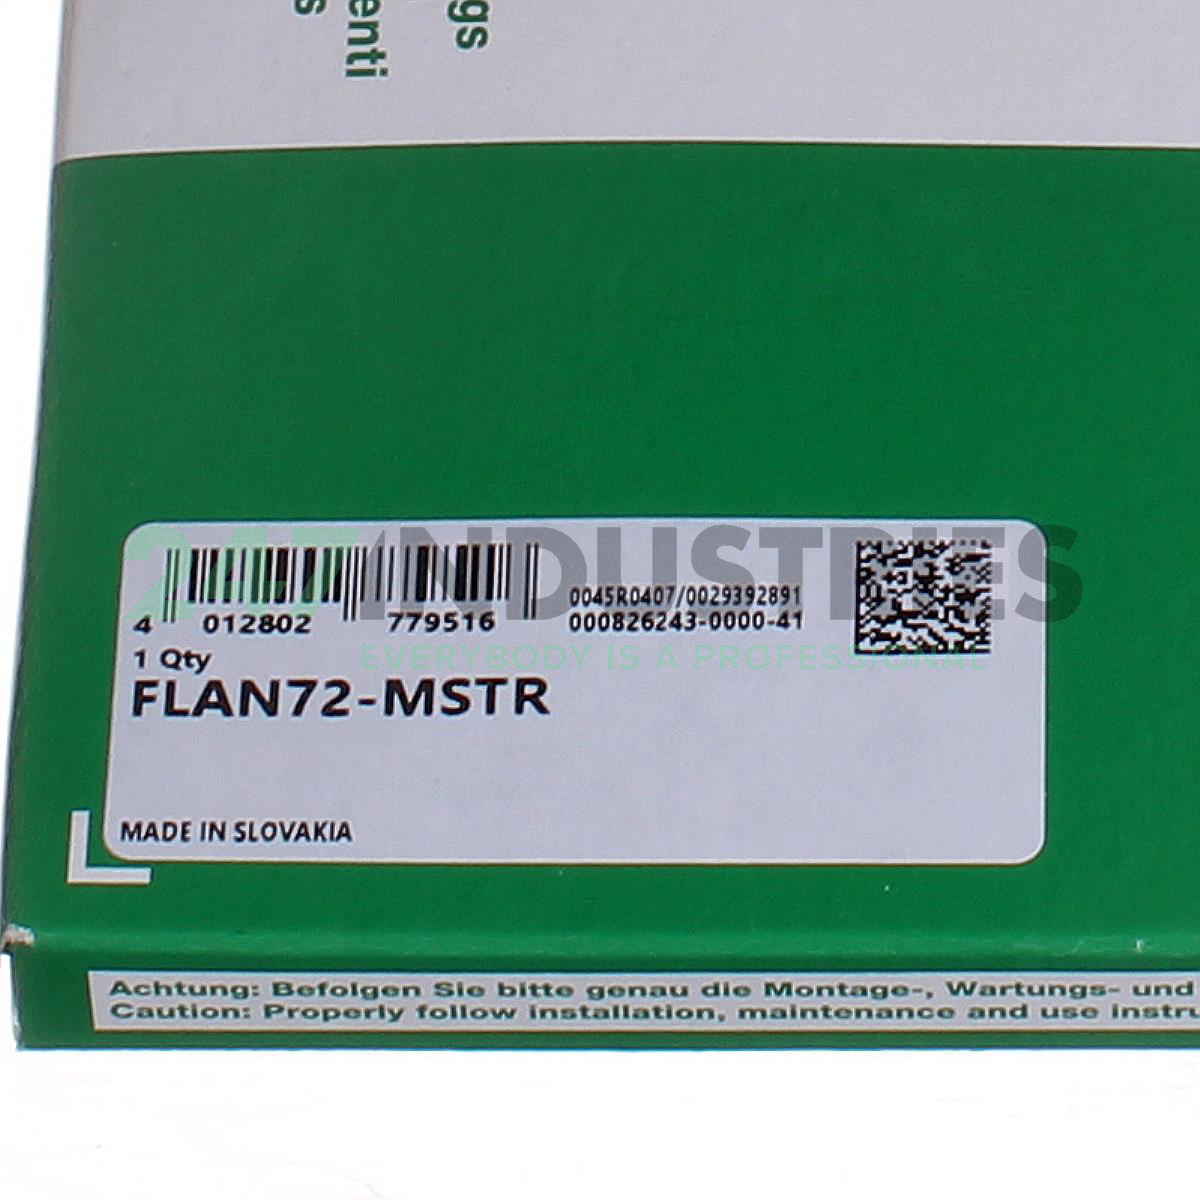 gs
enti
s
247INDUSTRIES
EVERYBODY IS A PROFESSIONAL
4 012802 779516
0045R0407/0029392891
000826243-0000-41
1 Qty
FLAN72-MSTR
MADE IN SLOVAKIA
Achtung: Befolgen Sie bitte genau die Montage-, Wartungs- und
Caution: Properly follow installation, maintenance and use instru